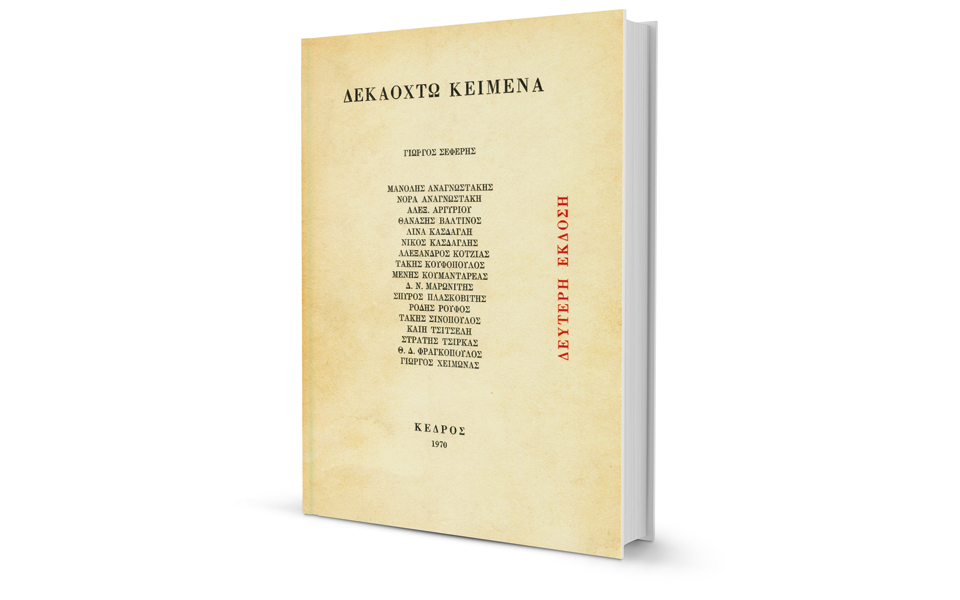 ΔΕΚΑΟΧΤΩ ΚΕΙΜΕΝΑ
ΓΙΩΡΓΟΣ ΣΕΦΕΡΗΣ
ΜΑΝΟΛΗΣ ΑΝΑΓΝΩΣΤΑΚΗΣ
ΝΟΡΑ ΑΝΑΓΝΩΣΤΑΚΗ
ΑΛΕΞ. ΑΡΓΥΡΙΟΥ
ΘΑΝΑΣΗΣ ΒΑΛΤΙΝΟΣ
ΛΙΝΑ ΚΑΣΔΑΓΛΗ
ΝΙΚΟΣ ΚΑΣΔΑΓΛΗΣ
ΑΛΕΞΑΝΔΡΟΣ ΚΟΤΖΙΑΣ
ΤΑΚΗΣ ΚΟΥΦΟΠΟΥΛΟΣ
ΜΕΝΗΣ ΚΟΥΜΑΝΤΑΡΕΑΣ
Δ. Ν. ΜΑΡΩΝΙΤΗΣ
ΣΠΥΡΟΣ ΠΛΑΣΚΟΒΙΤΗΣ
ΡΟΔΗΣ ΡΟΥΦΟΣ
ΤΑΚΗΣ ΣΙΝΟΠΟΥΛΟΣ
ΚΑΙΗ ΤΣΙΤΣΕΛΗ
ΣΤΡΑΤΗΣ ΤΣΙΡΚΑΣ
Θ. Δ. ΦΡΑΓΚΟΠΟΥΛΟΣ
ΓΙΩΡΓΟΣ ΧΕΙΜΩΝΑΣ
ΔΕΥΤΕΡΗ ΕΚΔΟΣΗ
ΚΕΔΡΟΣ
1970